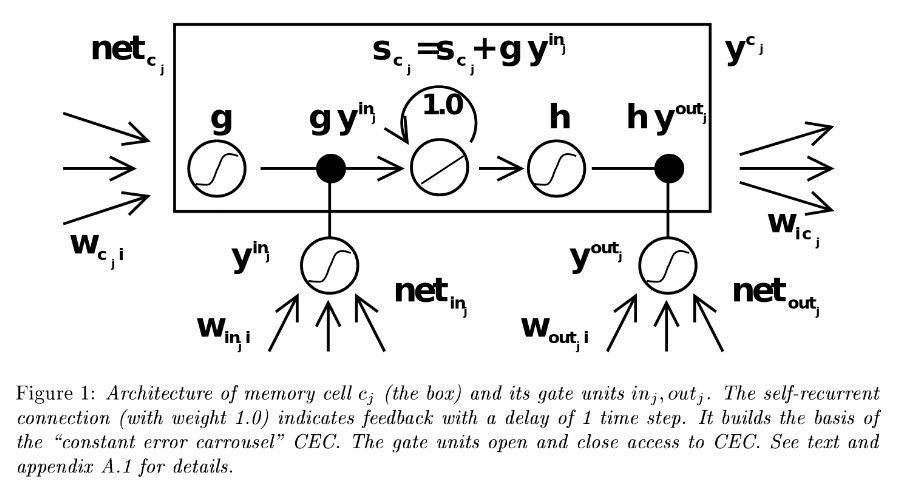 net_{c_j}
s_{c_j}=s_{c_j}+g y^{in_j}
y^{c_j}
1.0
g
g y^{in_j}
h
h y^{out_j}
w_{c_j i}
w_{i c_j}
y^{in_j}
y^{out_j}
net_{in_j}
net_{out_j}
w_{in_j i}
w_{out_j i}
Figure 1: Architecture of memory cell c_j (the box) and its gate units in_j, out_j. The self-recurrent
connection (with weight 1.0) indicates feedback with a delay of 1 time step. It builds the basis of
the “constant error carrousel” CEC. The gate units open and close access to CEC. See text and
appendix A.1 for details.